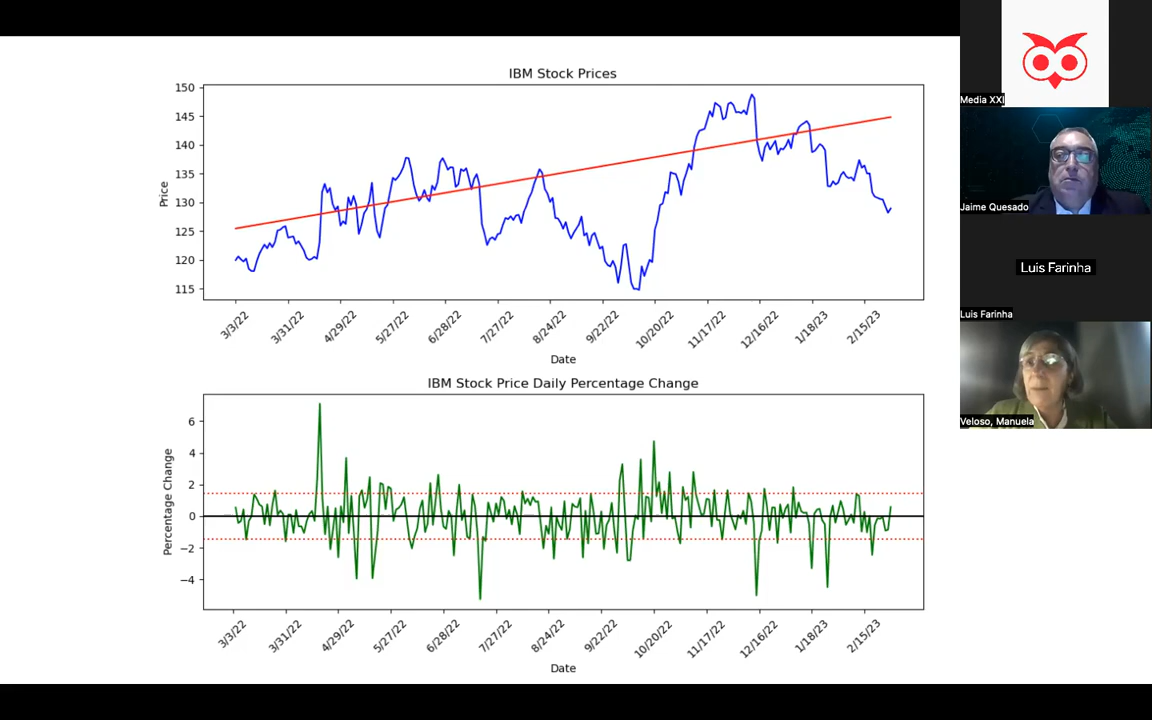 IBM Stock Prices
150
145
140
135
130
125
120
115
Price
3/3/22 3/31/22 4/29/22 5/27/22 6/28/22 7/27/22 8/24/22 9/22/22 10/20/22 11/17/22 12/16/22 1/18/23 2/15/23
Date
IBM Stock Price Daily Percentage Change
6
4
2
0
−2
−4
Percentage Change
3/3/22 3/31/22 4/29/22 5/27/22 6/28/22 7/27/22 8/24/22 9/22/22 10/20/22 11/17/22 12/16/22 1/18/23 2/15/23
Date
Media XXI
Jaime Quesado
Luis Farinha
Luis Farinha
Veloso, Manuela